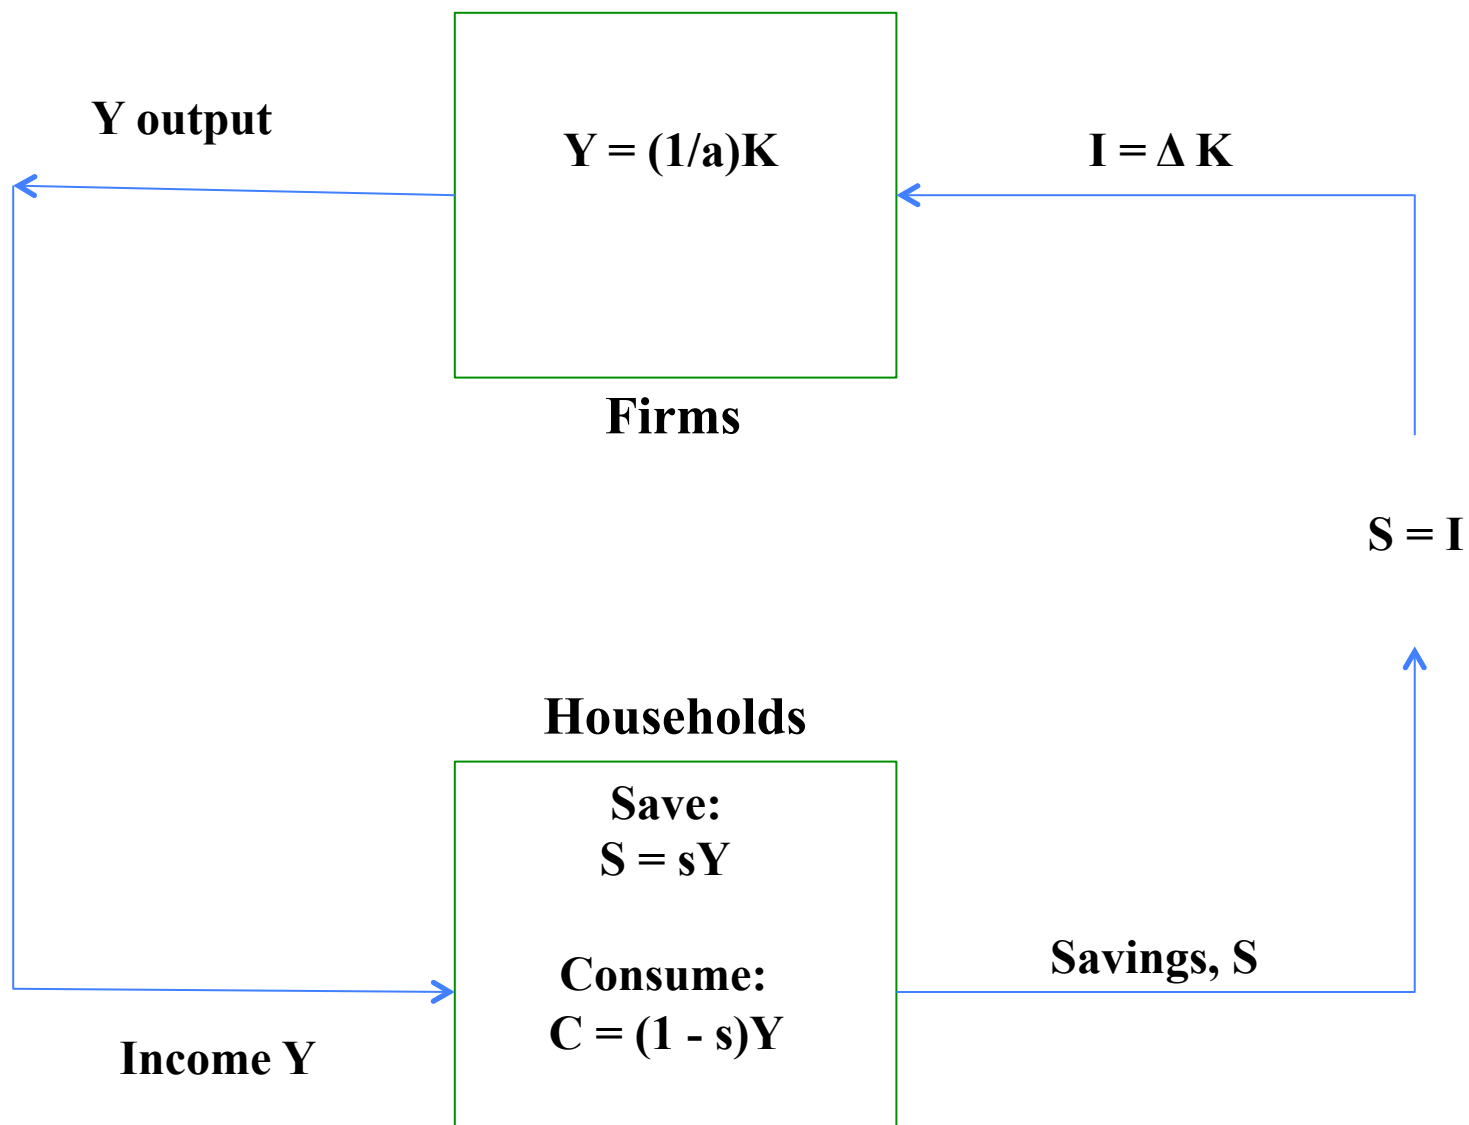 Y output
Y = (1/a)K
I = Δ K
Firms
S = I
Households
Save:
S = sY
Consume:
C = (1 - s)Y
Savings, S
Income Y